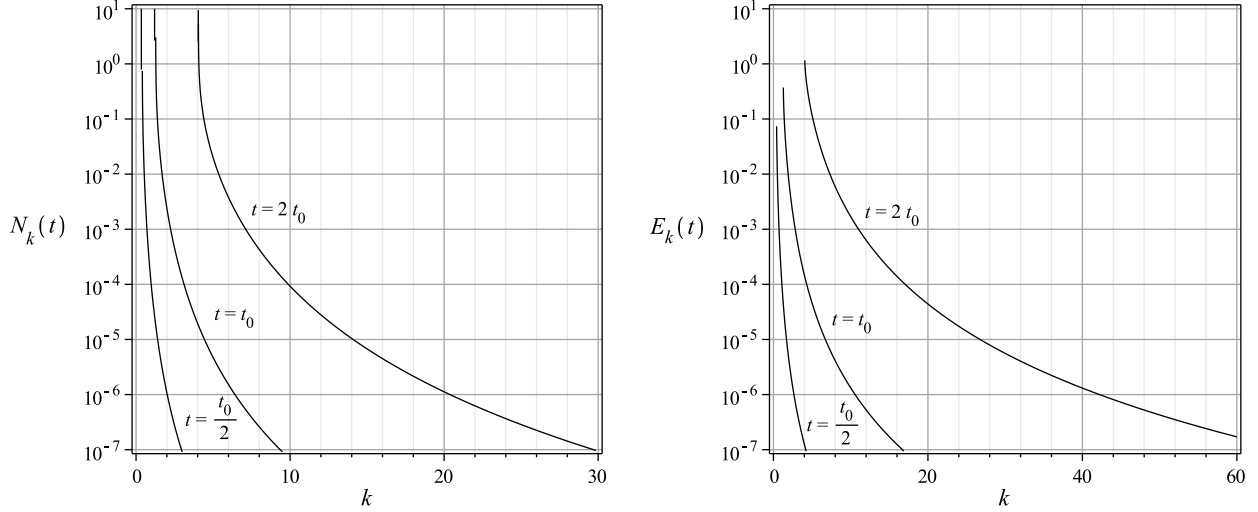 10^1
10^0
10^-1
10^-2
10^-3
10^-4
10^-5
10^-6
10^-7
N_k(t)
t = 2 t_0
t = t_0
t = t_0/2
0 10 20 30
k
10^1
10^0
10^-1
10^-2
10^-3
10^-4
10^-5
10^-6
10^-7
E_k(t)
t = 2 t_0
t = t_0
t = t_0/2
0 20 40 60
k